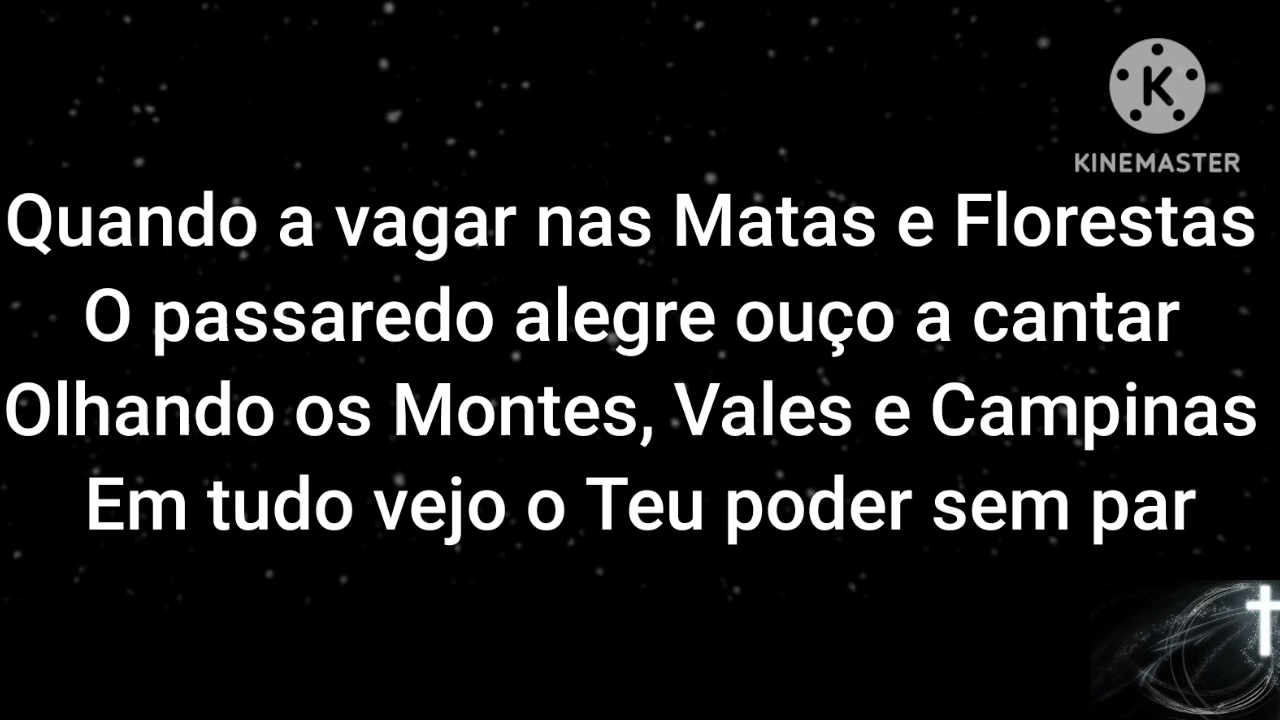 K
KINEMASTER
Quando a vagar nas Matas e Florestas
O passaredo alegre ouço a cantar
Olhando os Montes, Vales e Campinas
Em tudo vejo o Teu poder sem par